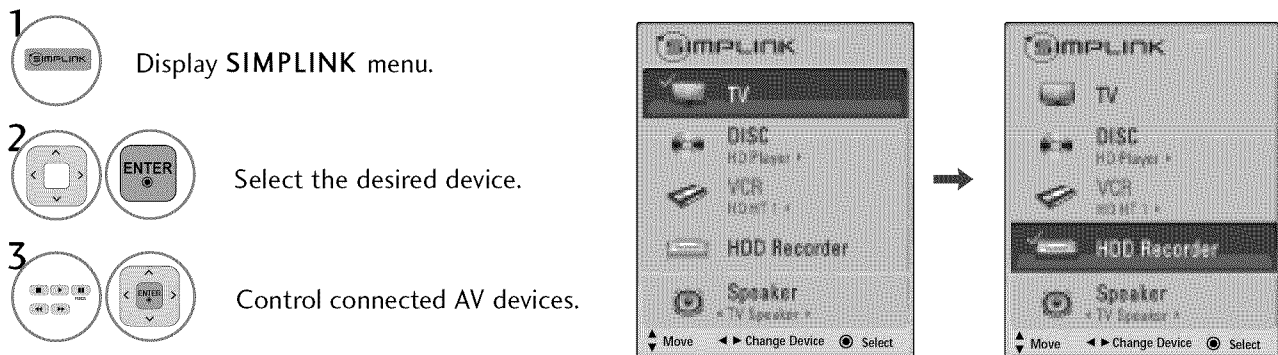 1
SIMPLINK
Display SIMPLINK menu.
2
ENTER
Select the desired device.
3
ENTER
Control connected AV devices.
SIMPLINK
TV
DISC
HD Player
VCR
HDD Recorder
Speaker
TV Speaker
Move Change Device Select
SIMPLINK
TV
DISC
HD Player
VCR
HDD Recorder
Speaker
TV Speaker
Move Change Device Select